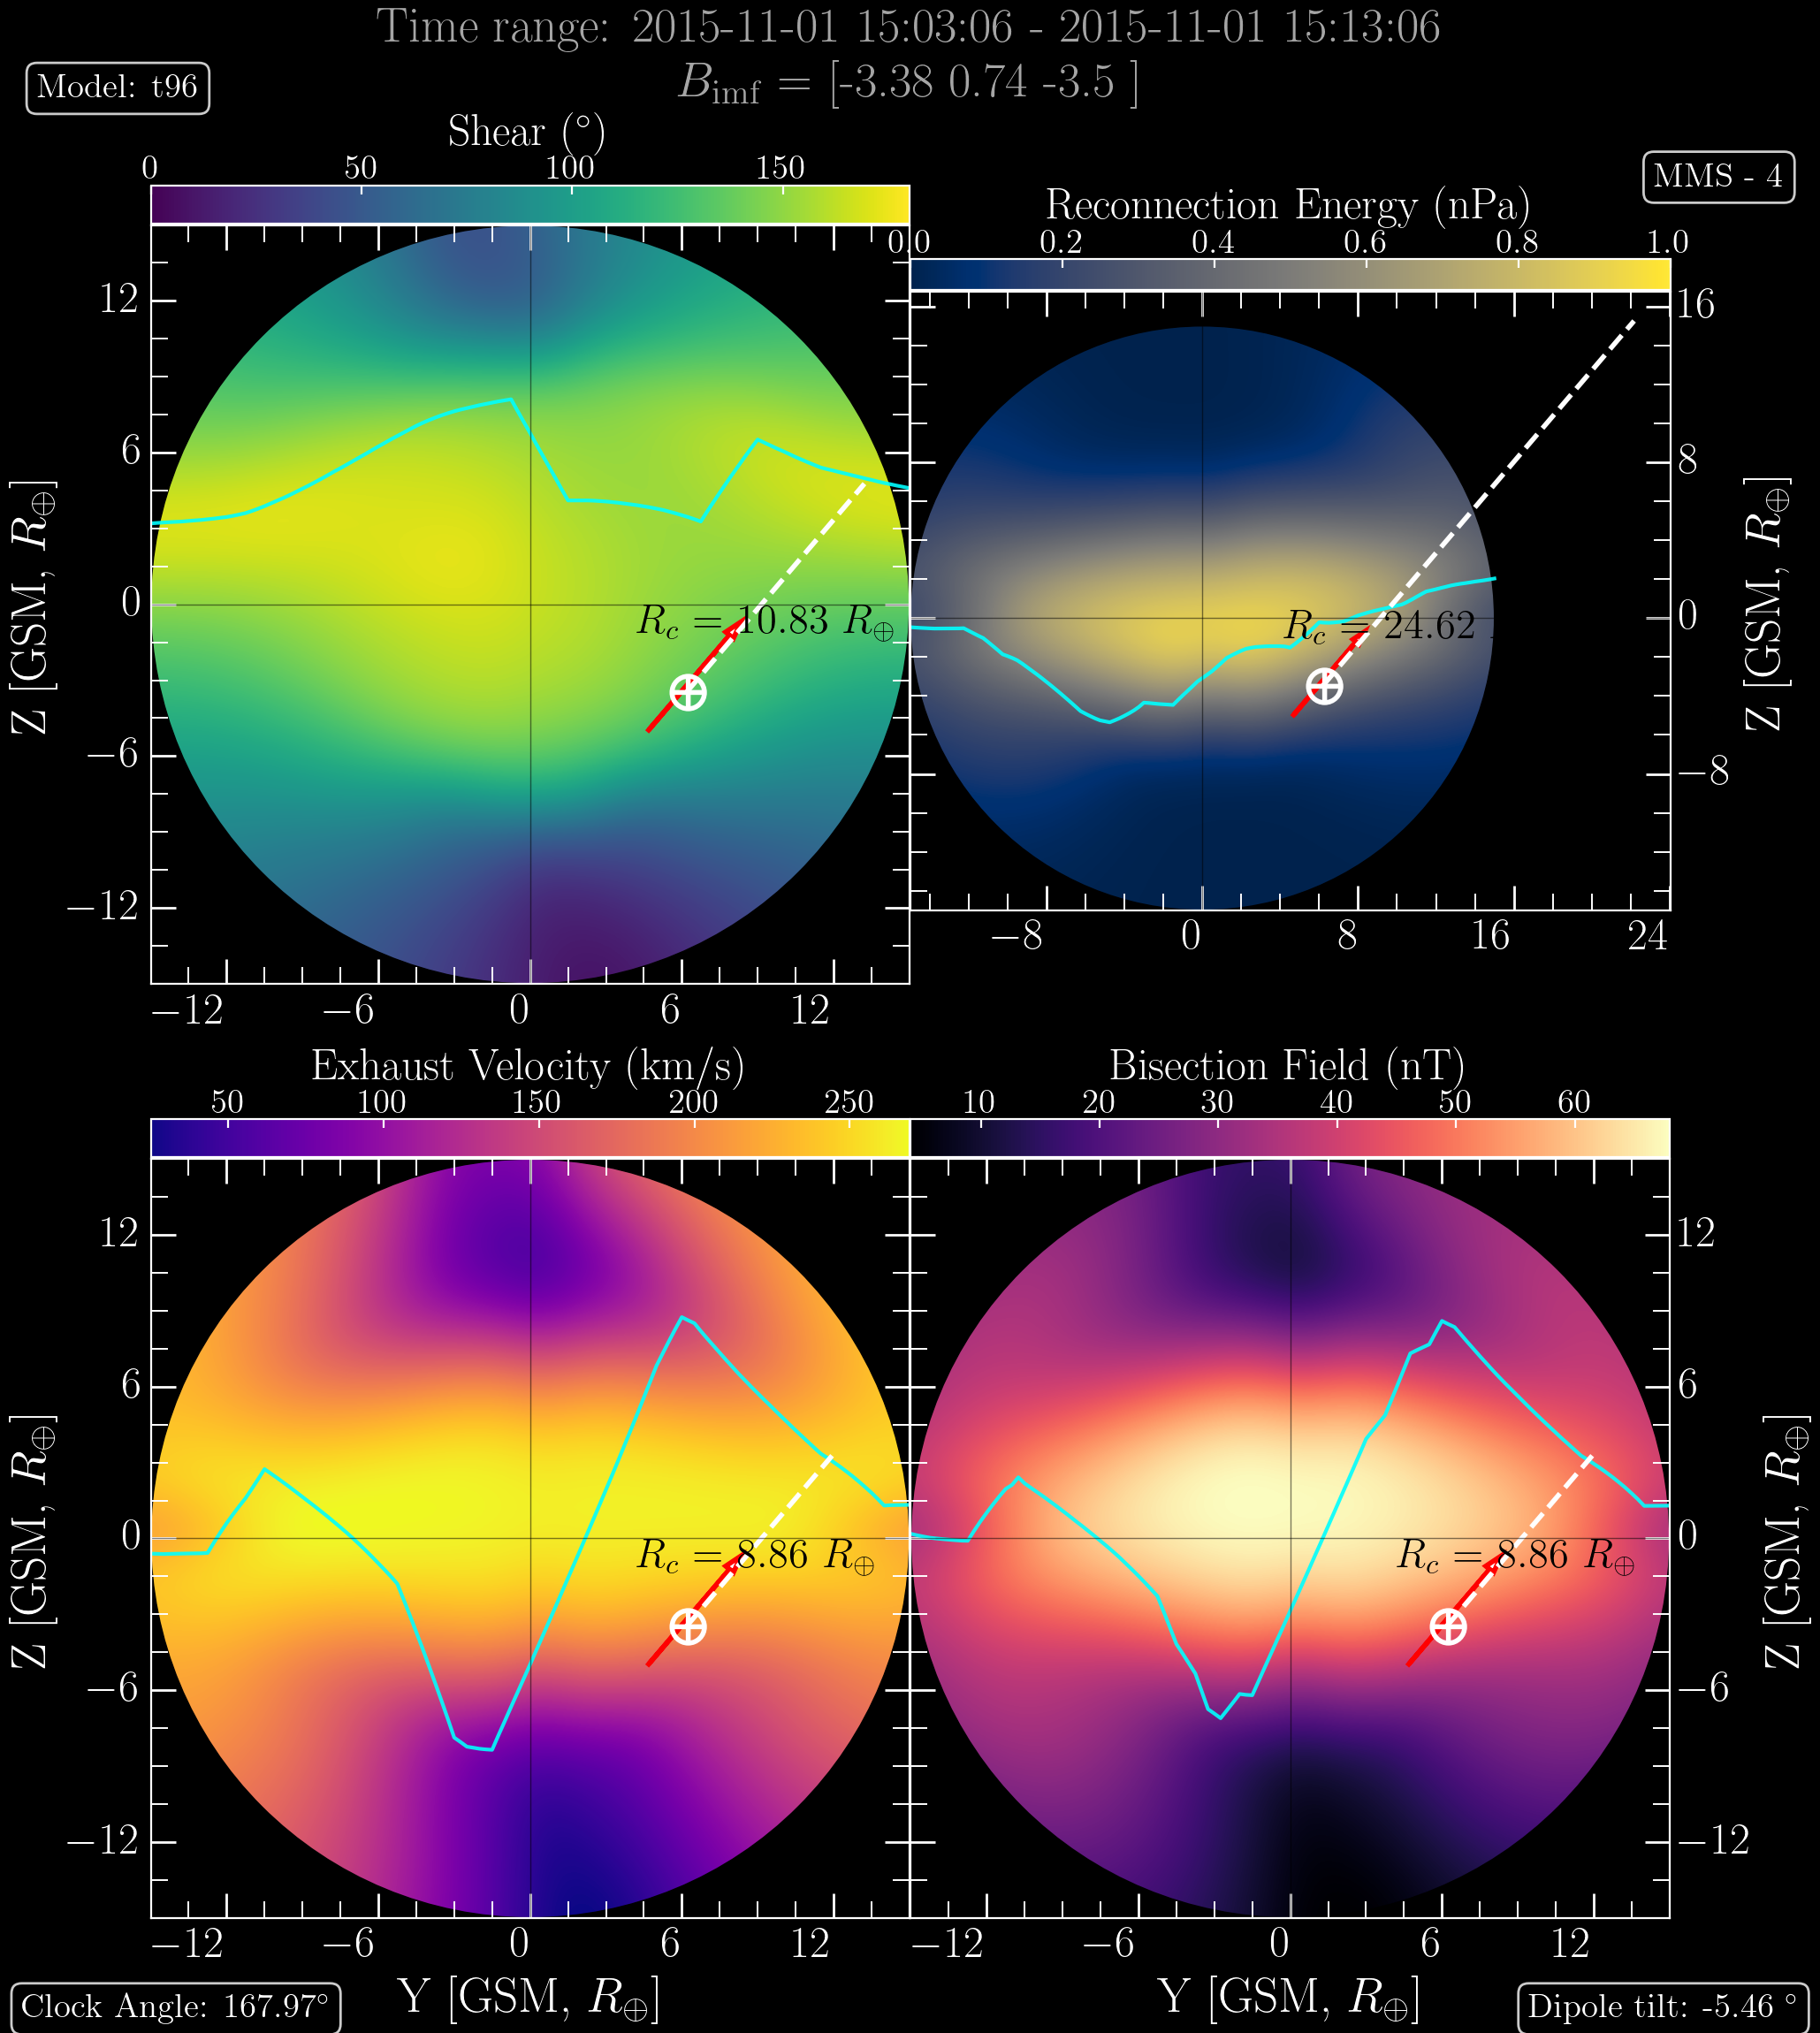 Time range: 2015-11-01 15:03:06 - 2015-11-01 15:13:06
Model: t96
B_imf = [-3.38 0.74 -3.5 ]
Shear (°)
0 50 100 150
MMS - 4
Reconnection Energy (nPa)
0.0 0.2 0.4 0.6 0.8 1.0
12
6
0
−6
−12
Z [GSM, R⊕]
R_c = 10.83 R⊕
−12 −6 0 6 12
16
8
0
−8
Z [GSM, R⊕]
R_c = 24.62
−8 0 8 16 24
Exhaust Velocity (km/s)
50 100 150 200 250
Bisection Field (nT)
10 20 30 40 50 60
12
6
0
−6
−12
Z [GSM, R⊕]
R_c = 8.86 R⊕
−12 −6 0 6 12
Y [GSM, R⊕]
12
6
0
−6
−12
Z [GSM, R⊕]
R_c = 8.86 R⊕
−12 −6 0 6 12
Y [GSM, R⊕]
Clock Angle: 167.97°
Dipole tilt: -5.46 °